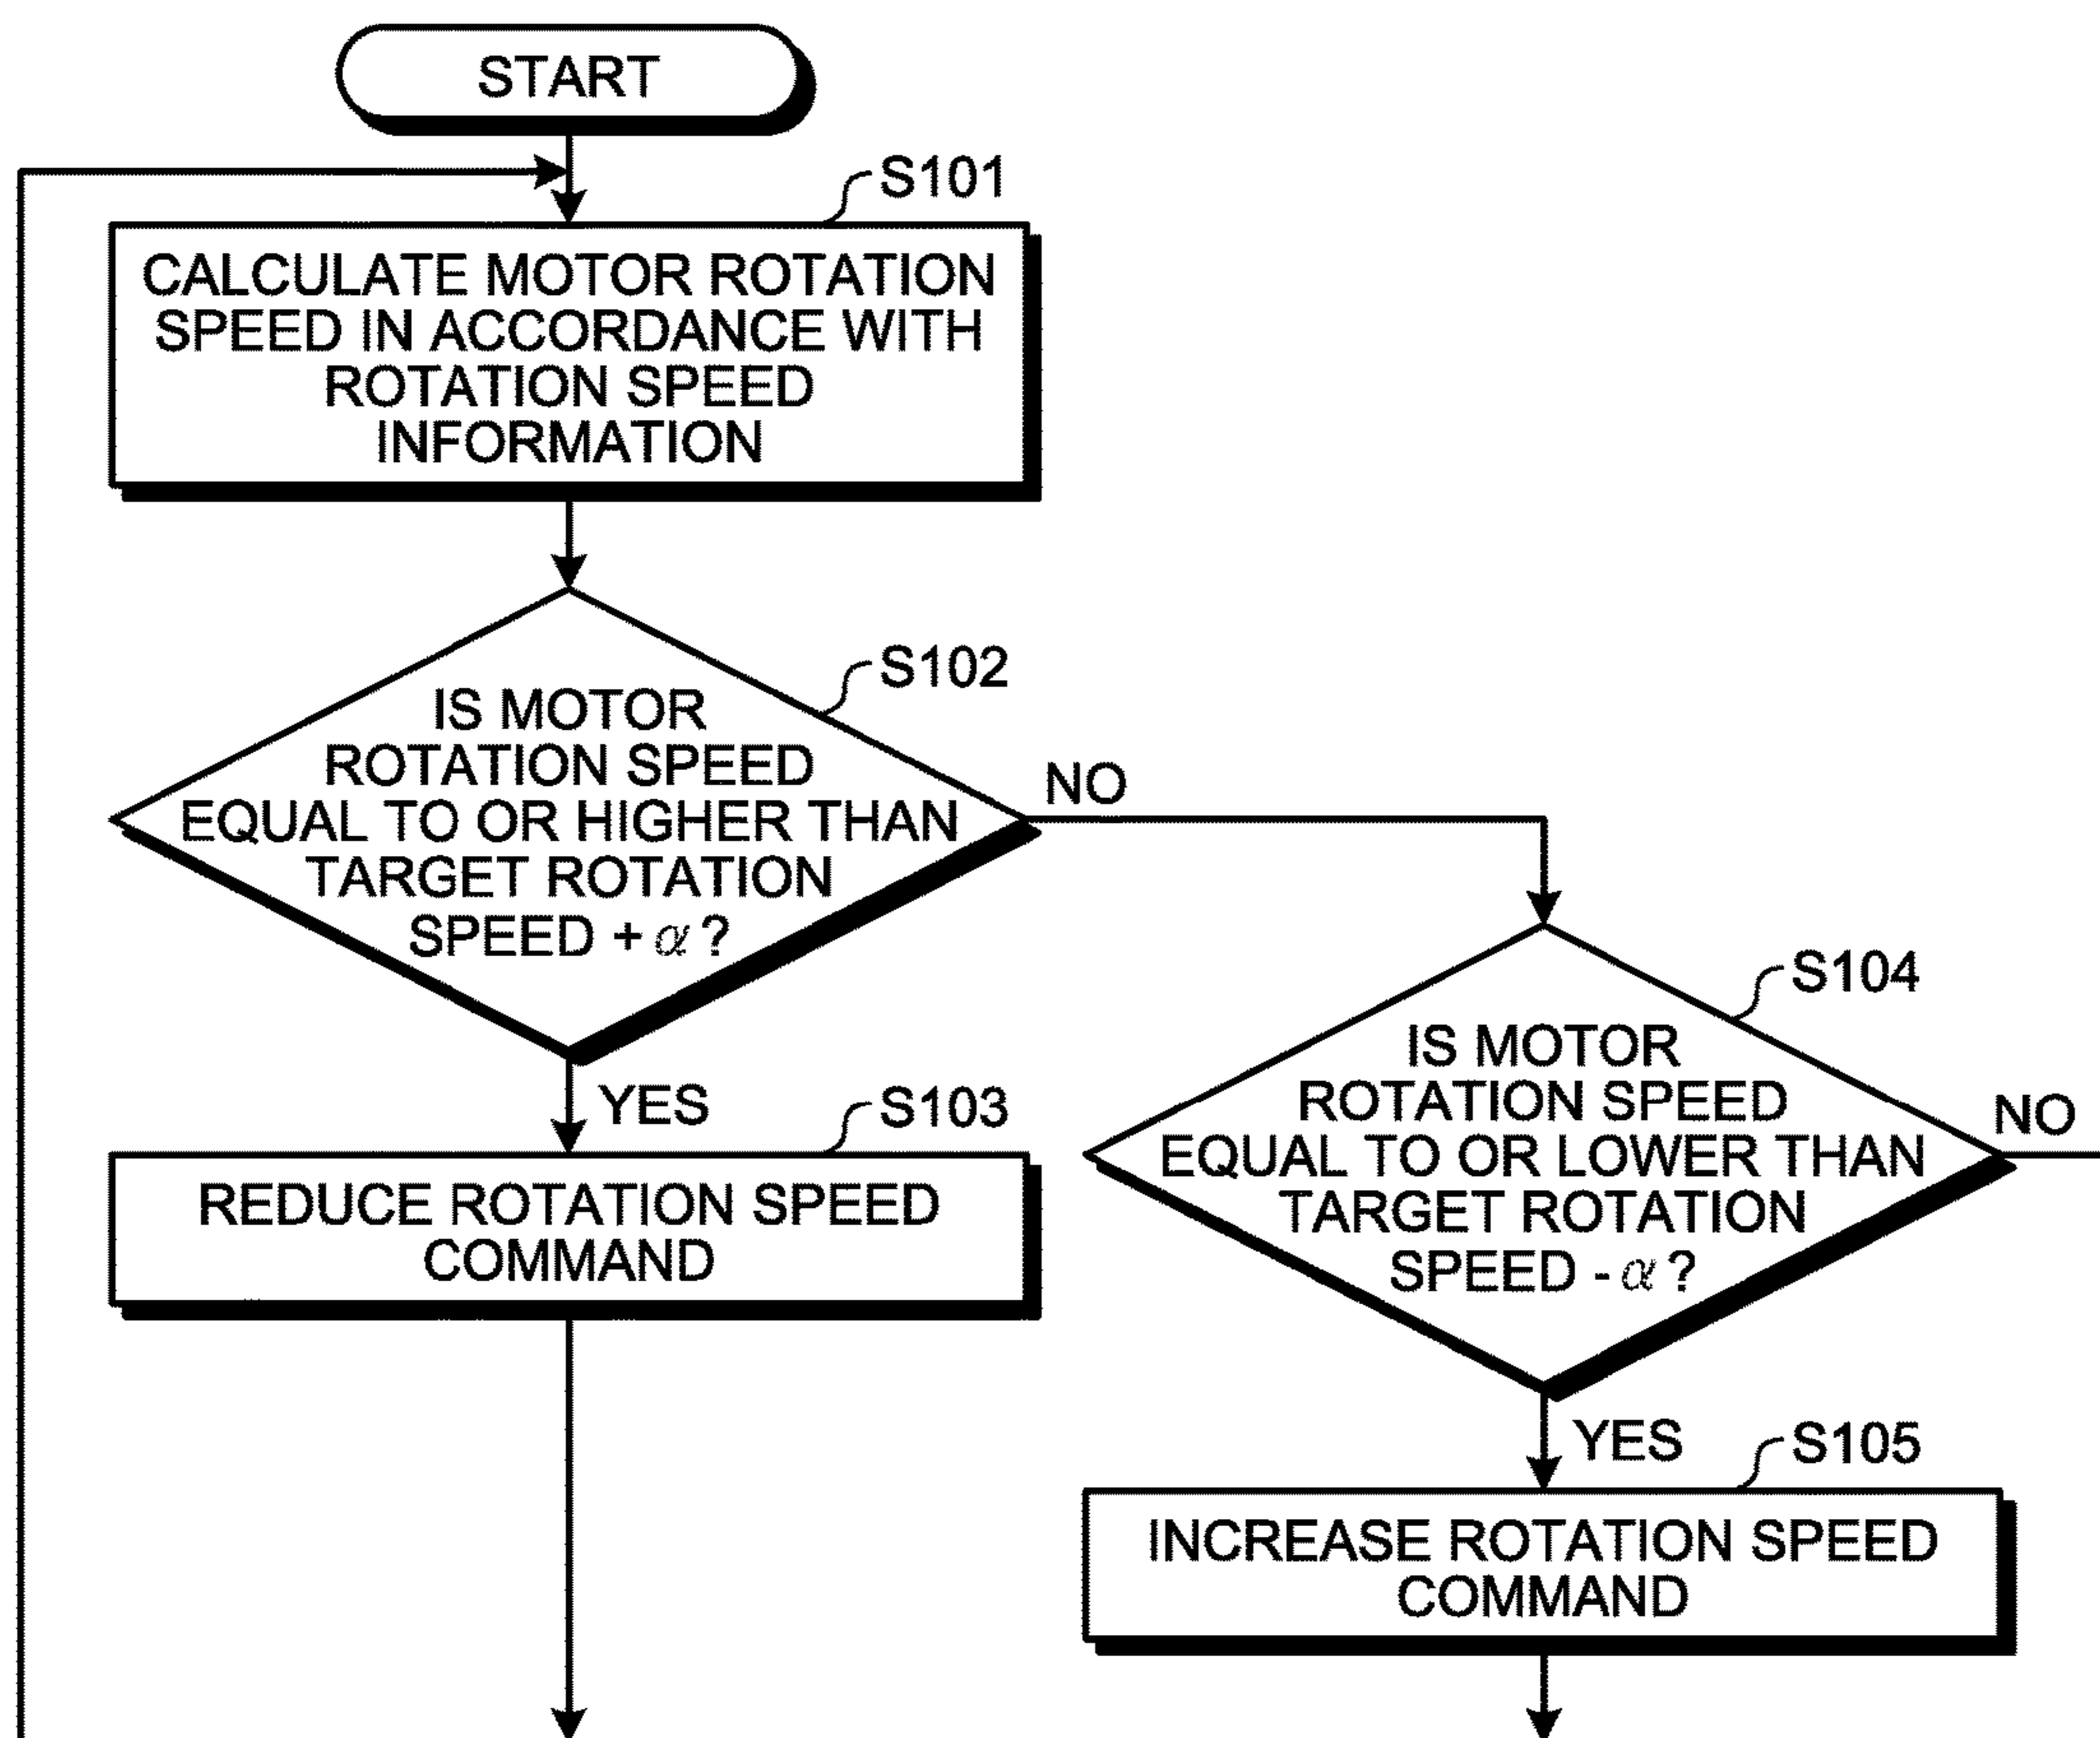 START
S101
CALCULATE MOTOR ROTATION
SPEED IN ACCORDANCE WITH
ROTATION SPEED
INFORMATION
S102
IS MOTOR
ROTATION SPEED
EQUAL TO OR HIGHER THAN
TARGET ROTATION
SPEED + α ?
NO
YES
S103
REDUCE ROTATION SPEED
COMMAND
S104
IS MOTOR
ROTATION SPEED
EQUAL TO OR LOWER THAN
TARGET ROTATION
SPEED - α ?
NO
YES
S105
INCREASE ROTATION SPEED
COMMAND